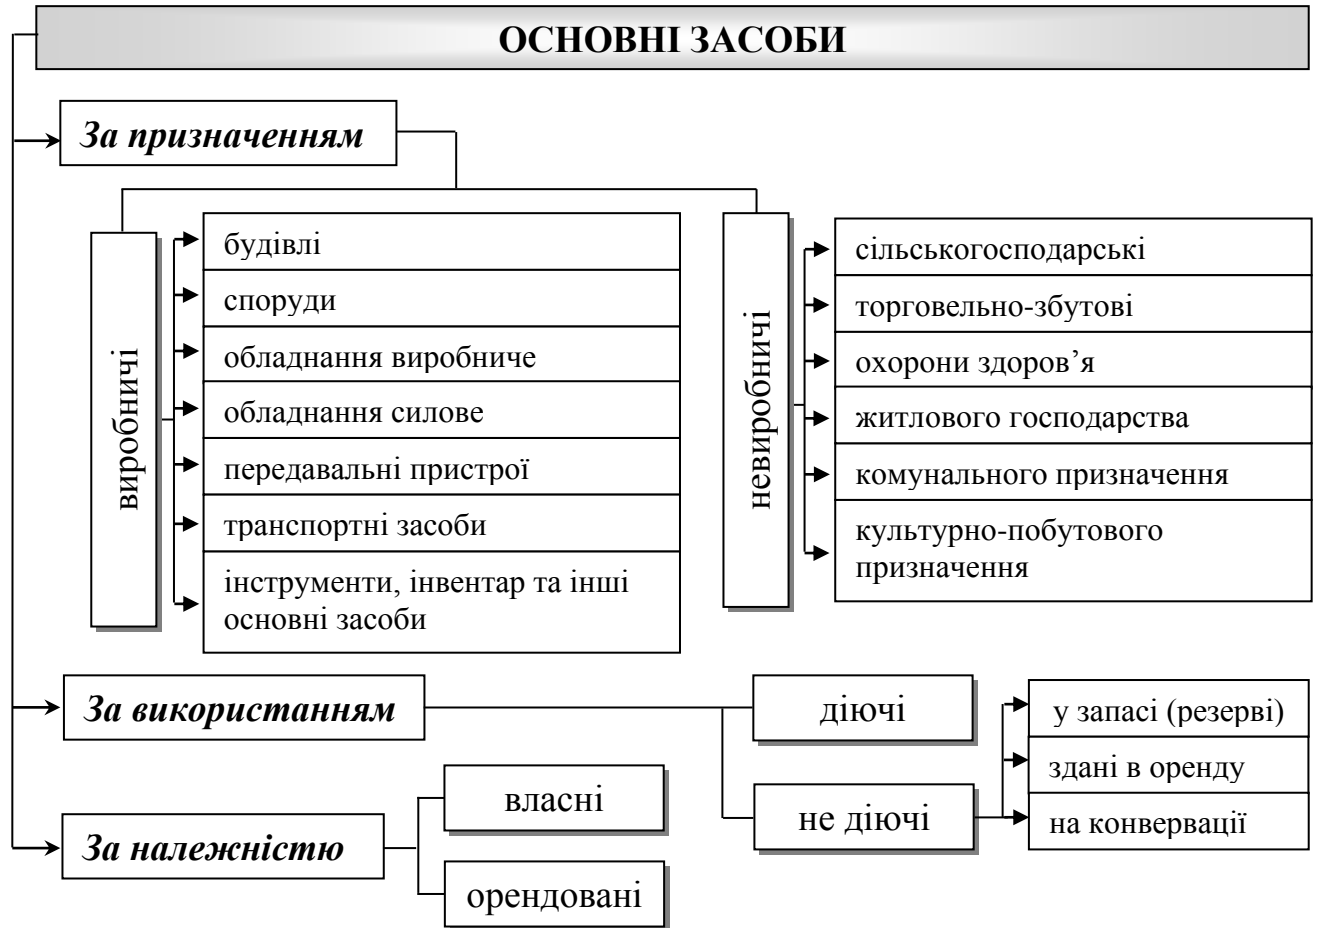 ОСНОВНІ ЗАСОБИ
За призначенням
виробничі
будівлі
споруди
обладнання виробниче
обладнання силове
передавальні пристрої
транспортні засоби
інструменти, інвентар та інші
основні засоби
невиробничі
сільськогосподарські
торговельно-збутові
охорони здоров’я
житлового господарства
комунального призначення
культурно-побутового
призначення
За використанням
діючі
не діючі
у запасі (резерві)
здані в оренду
на конвервації
За належністю
власні
орендовані